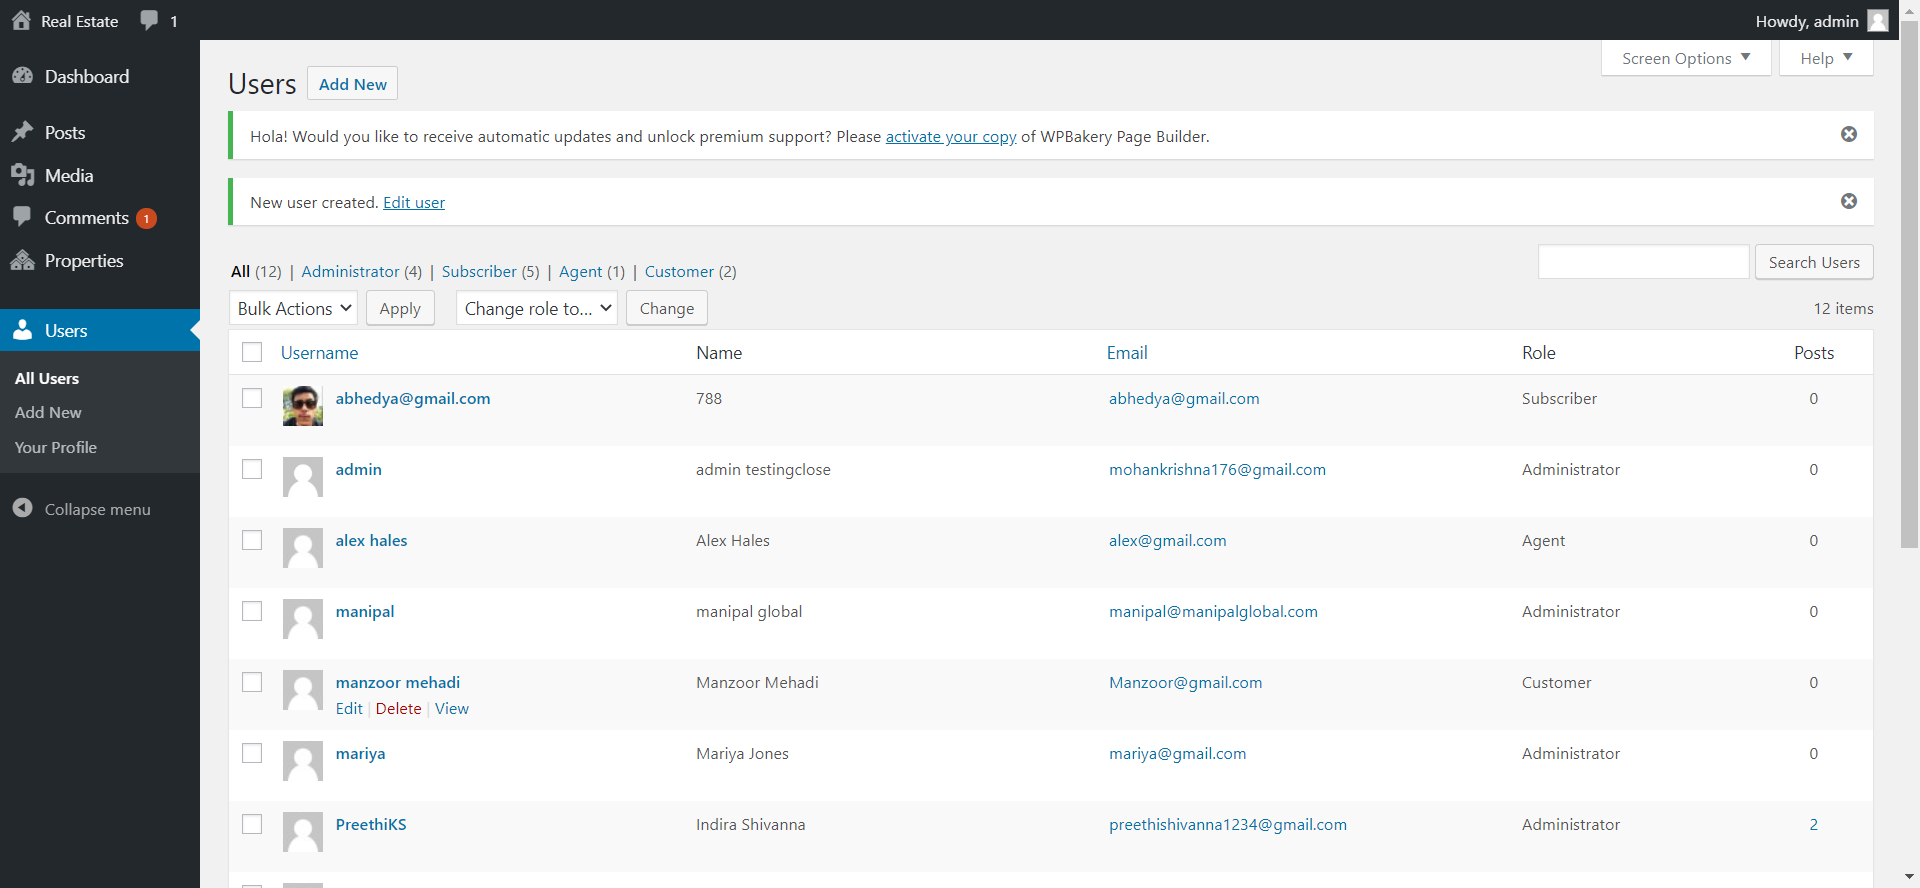 Real Estate 1 Howdy, admin
Dashboard
Posts
Media
Comments 1
Properties
Users
All Users
Add New
Your Profile
Collapse menu
Screen Options Help
Users Add New
Hola! Would you like to receive automatic updates and unlock premium support? Please activate your copy of WPBakery Page Builder.
New user created. Edit user
All (12) | Administrator (4) | Subscriber (5) | Agent (1) | Customer (2)
Search Users
Bulk Actions Apply Change role to... Change 12 items
Username Name Email Role Posts
abhedya@gmail.com 788 abhedya@gmail.com Subscriber 0
admin admin testingclose mohankrishna176@gmail.com Administrator 0
alex hales Alex Hales alex@gmail.com Agent 0
manipal manipal global manipal@manipalglobal.com Administrator 0
manzoor mehadi Manzoor Mehadi Manzoor@gmail.com Customer 0
Edit | Delete | View
mariya Mariya Jones mariya@gmail.com Administrator 0
PreethiKS Indira Shivanna preethishivanna1234@gmail.com Administrator 2